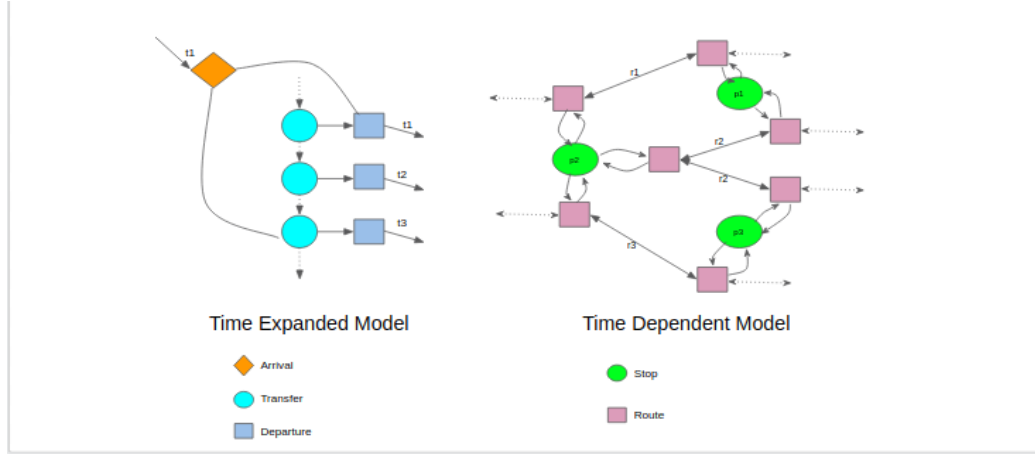 t1
t1
t2
t3
Time Expanded Model
Arrival
Transfer
Departure
r1
p1
r2
p2
r2
p3
r3
Time Dependent Model
Stop
Route